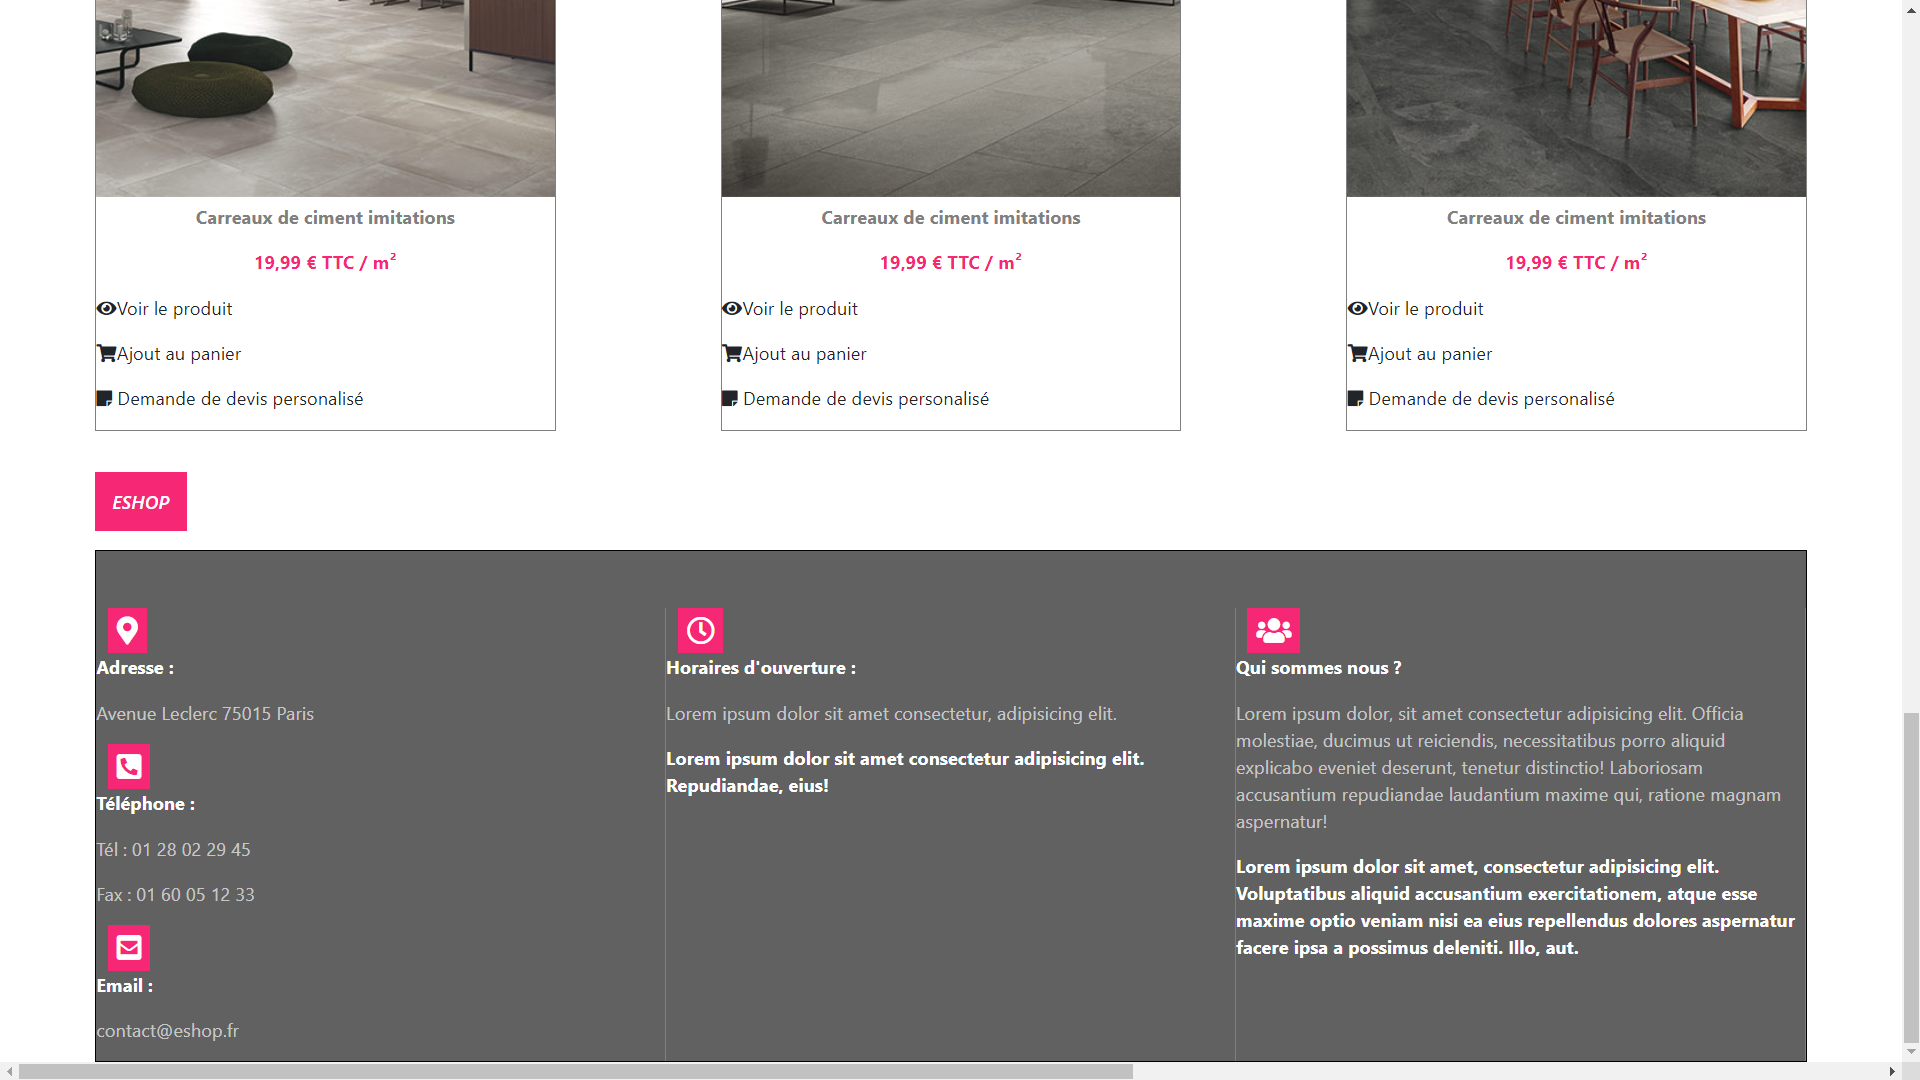 Carreaux de ciment imitations
19,99 € TTC / m²
Voir le produit
Ajout au panier
Demande de devis personalisé
Carreaux de ciment imitations
19,99 € TTC / m²
Voir le produit
Ajout au panier
Demande de devis personalisé
Carreaux de ciment imitations
19,99 € TTC / m²
Voir le produit
Ajout au panier
Demande de devis personalisé
ESHOP
Adresse :
Avenue Leclerc 75015 Paris
Téléphone :
Tél : 01 28 02 29 45
Fax : 01 60 05 12 33
Email :
contact@eshop.fr
Horaires d'ouverture :
Lorem ipsum dolor sit amet consectetur, adipisicing elit.
Lorem ipsum dolor sit amet consectetur adipisicing elit.
Repudiandae, eius!
Qui sommes nous ?
Lorem ipsum dolor, sit amet consectetur adipisicing elit. Officia
molestiae, ducimus ut reiciendis, necessitatibus porro aliquid
explicabo eveniet deserunt, tenetur distinctio! Laboriosam
accusantium repudiandae laudantium maxime qui, ratione magnam
aspernatur!
Lorem ipsum dolor sit amet, consectetur adipisicing elit.
Voluptatibus aliquid accusantium exercitationem, atque esse
maxime optio veniam nisi ea eius repellendus dolores aspernatur
facere ipsa a possimus deleniti. Illo, aut.